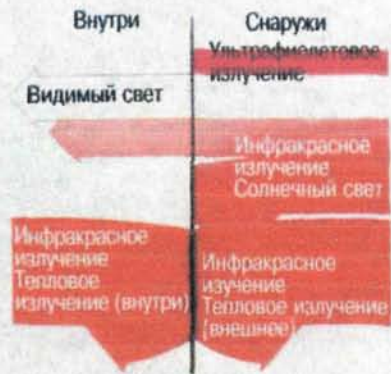 Внутри
Снаружи
Ультрафиолетовое
излучение
Видимый свет
Инфракрасное
излучение
Солнечный свет
Инфракрасное
излучение
Тепловое
излучение (внутри)
Инфракрасное
изучение
Тепловое излучение
(внешнее)